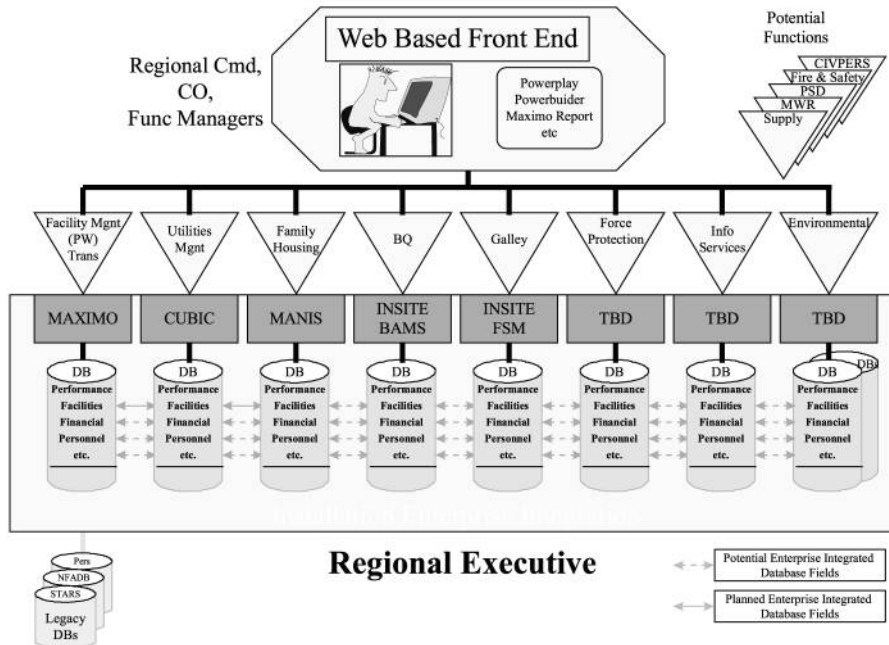 Web Based Front End
Regional Cmd,
CO,
Func Managers
Powerplay
Powerbuider
Maximo Report
etc
Potential
Functions
CIVPERS
Fire & Safety
PSD
MWR
Supply
Facility Mgnt
(PW)
Trans
Utilities
Mgnt
Family
Housing
BQ
Galley
Force
Protection
Info
Services
Environmental
MAXIMO
CUBIC
MANIS
INSITE
BAMS
INSITE
FSM
TBD
TBD
TBD
DB DB DB DB DB DB DB DB DBs
Performance Performance Performance Performance Performance Performance Performance Performance
Facilities Facilities Facilities Facilities Facilities Facilities Facilities Facilities
Financial Financial Financial Financial Financial Financial Financial Financial
Personnel Personnel Personnel Personnel Personnel Personnel Personnel Personnel
etc. etc. etc. etc. etc. etc. etc. etc.
Regional Executive
Pers
NFADB
STARS
Legacy
DBs
Potential Enterprise Integrated
Database Fields
Planned Enterprise Integrated
Database Fields